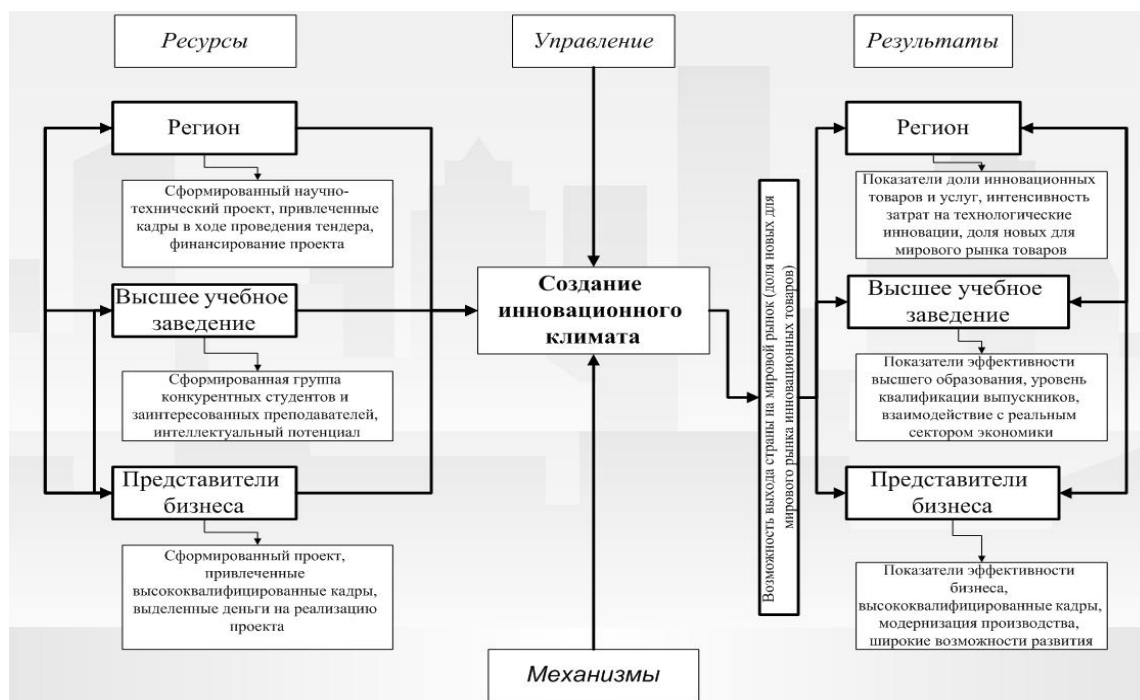 Ресурсы
Управление
Результаты
Регион
Сформированный научно-
технический проект, привлеченные
кадры в ходе проведения тендера,
финансирование проекта
Высшее учебное
заведение
Сформированная группа
конкурентных студентов и
заинтересованных преподавателей,
интеллектуальный потенциал
Представители
бизнеса
Сформированный проект,
привлеченные
высококвалифицированные кадры,
выделенные деньги на реализацию
проекта
Создание
инновационного
климата
Механизмы
Возможность выхода страны на мировой рынок (доля новых для
мирового рынка инновационных товаров)
Регион
Показатели доли инновационных
товаров и услуг, интенсивность
затрат на технологические
инновации, доля новых для
мирового рынка товаров
Высшее учебное
заведение
Показатели эффективности
высшего образования, уровень
квалификации выпускников,
взаимодействие с реальным
сектором экономики
Представители
бизнеса
Показатели эффективности
бизнеса,
высококвалифицированные кадры,
модернизация производства,
широкие возможности развития